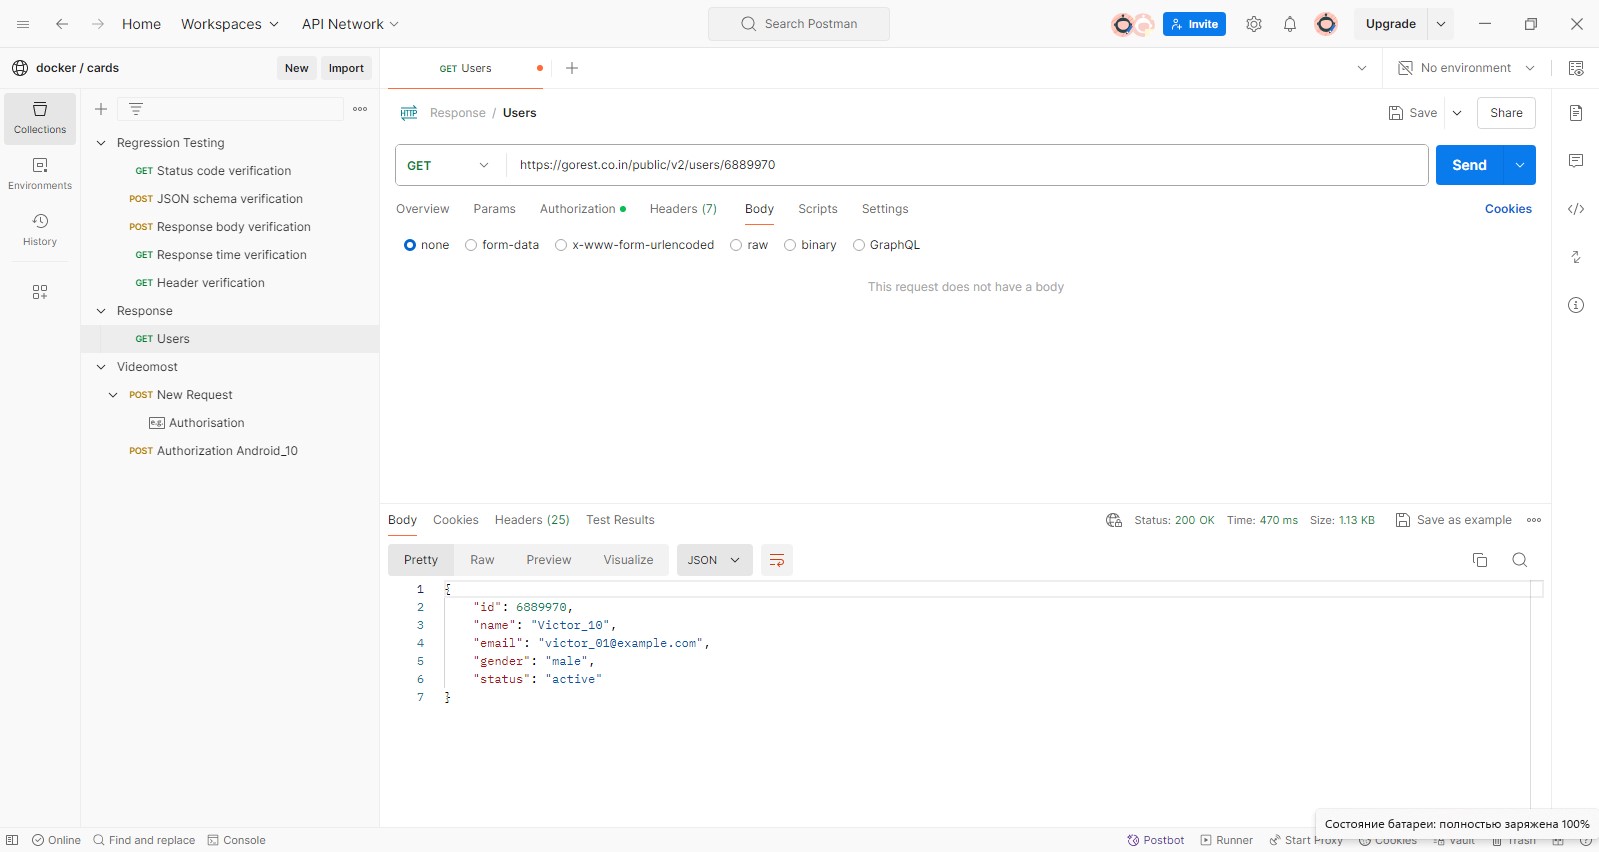 Home Workspaces API Network Search Postman Invite Upgrade
docker / cards New Import GET Users No environment
Collections
Environments
History
Regression Testing
GET Status code verification
POST JSON schema verification
POST Response body verification
GET Response time verification
GET Header verification
Response
GET Users
Videomost
POST New Request
e.g. Authorisation
POST Authorization Android_10
HTTP Response / Users Save Share
GET https://gorest.co.in/public/v2/users/6889970 Send
Overview Params Authorization Headers (7) Body Scripts Settings Cookies
none form-data x-www-form-urlencoded raw binary GraphQL
This request does not have a body
Body Cookies Headers (25) Test Results Status: 200 OK Time: 470 ms Size: 1.13 KB Save as example
Pretty Raw Preview Visualize JSON
1 {
2 "id": 6889970,
3 "name": "Victor_10",
4 "email": "victor_01@example.com",
5 "gender": "male",
6 "status": "active"
7 }
Состояние батареи: полностью заряжена 100%
Online Find and replace Console Postbot Runner Start Proxy Cookies Vault Trash